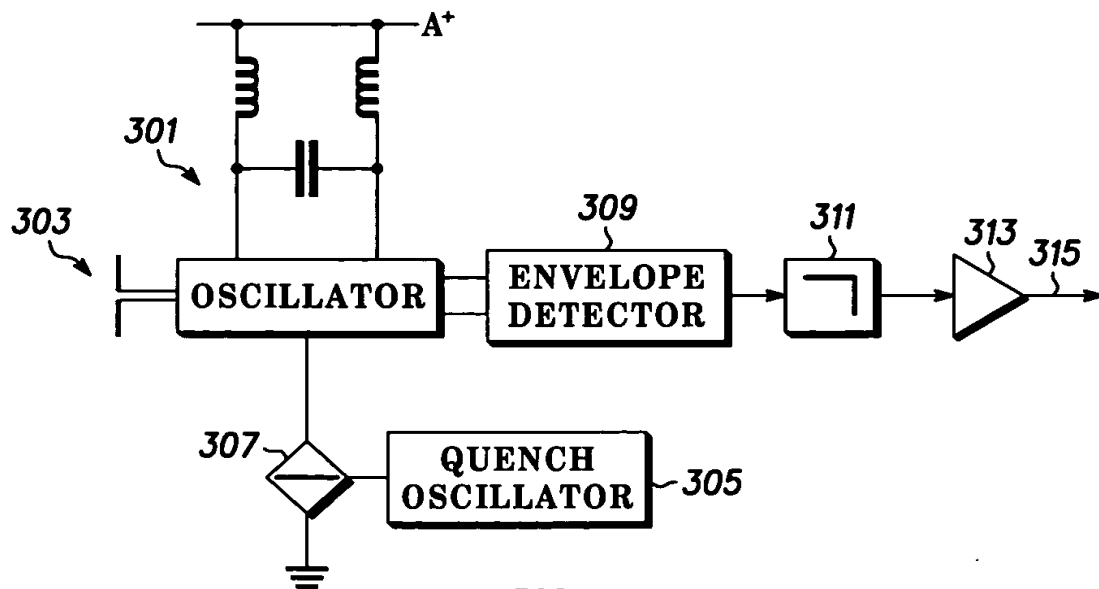 A+
301
303
309
311
313
315
OSCILLATOR
ENVELOPE
DETECTOR
307
QUENCH
OSCILLATOR
305